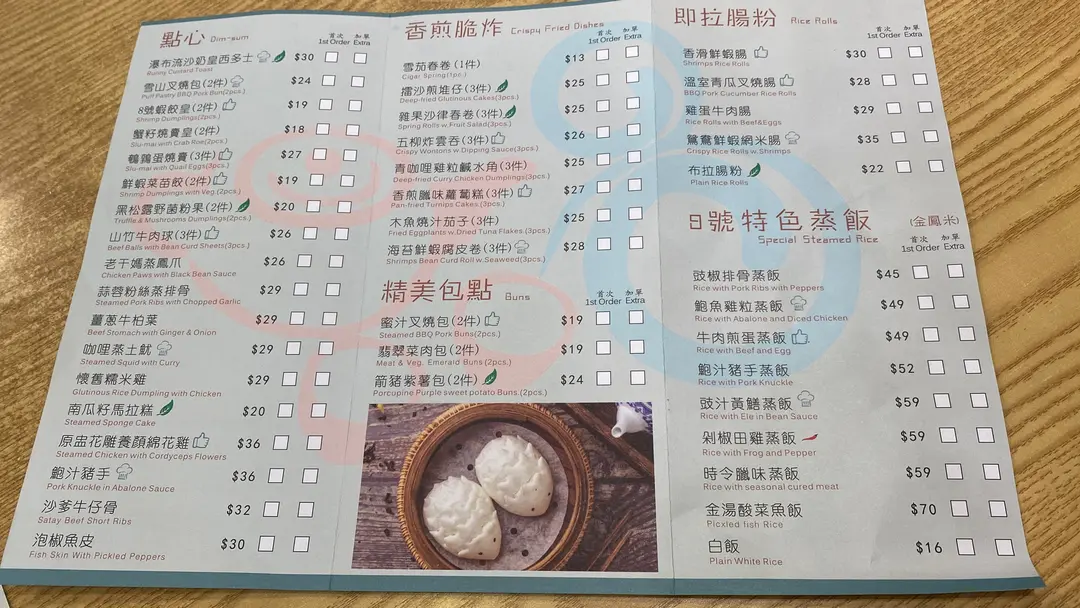 點心 Dim-sum
首次 加單
1st Order Extra
瀑布流沙奶皇西多士 $30
Runny Custard Toast
雪山叉燒包(2件) $24
Puff Pastry BBQ Pork Bun(2pcs.)
8號蝦餃皇(2件) $19
Shrimp Dumplings(2pcs.)
蟹籽燒賣皇(2件) $18
Slu-mai with Crab Roe(2pcs.)
鵪鶉蛋燒賣(3件) $27
Slu-mai with Quail Eggs(3pcs.)
鮮蝦菜苗餃(2件) $19
Shrimp Dumplings with Veg.(2pcs.)
黑松露野菌粉果(2件) $20
Truffle & Mushrooms Dumplings(2pcs.)
山竹牛肉球(3件) $26
Beef Balls with Bean Curd Sheets(3pcs.)
老干媽蒸鳳爪 $26
Chicken Paws with Black Bean Sauce
蒜蓉粉絲蒸排骨 $29
Steamed Pork Ribs with Chopped Garlic
薑蔥牛柏葉 $29
Beef Stomach with Ginger & Onion
咖哩蒸土魷 $29
Steamed Squid with Curry
懷舊糯米雞 $29
Glutinous Rice Dumpling with Chicken
南瓜籽馬拉糕 $20
Steamed Sponge Cake
原盅花雕養顏綿花雞 $36
Steamed Chicken with Cordyceps Flowers
鮑汁豬手 $36
Pork Knuckle in Abalone Sauce
沙爹牛仔骨 $32
Satay Beef Short Ribs
泡椒魚皮 $30
Fish Skin With Pickled Peppers
香煎脆炸 Crispy Fried Dishes
首次 加單
1st Order Extra
雪茄春卷(1件) $13
Cigar Spring(1pc.)
擂沙煎堆仔(3件) $25
Deep-fried Glutinous Cakes(3pcs.)
雜果沙律春卷(3件) $25
Spring Rolls w.Fruit Salad(3pcs.)
五柳炸雲吞(3件) $26
Crispy Wontons w.Dipping Sauce(3pcs.)
青咖哩雞粒鹹水角(3件) $25
Deep-fried Curry Chicken Dumplings(3pcs.)
香煎臘味蘿蔔糕(3件) $27
Pan-fried Turnips Cakes.(3pcs.)
木魚燒汁茄子(3件) $25
Fried Eggplants w.Dried Tuna Flakes.(3pcs.)
海苔鮮蝦腐皮卷(3件) $28
Shrimps Bean Curd Roll w.Seaweed(3pcs.)
精美包點 Buns
首次 加單
1st Order Extra
蜜汁叉燒包(2件) $19
Steamed BBQ Pork Buns(2pcs.)
翡翠菜肉包(2件) $19
Meat & Veg. Emerald Buns (2pcs.)
箭豬紫薯包(2件) $24
Porcupine Purple sweet potato Buns.(2pcs.)
即拉腸粉 Rice Rolls
首次 加單
1st Order Extra
香滑鮮蝦腸 $30
Shrimps Rice Rolls
溫室青瓜叉燒腸 $28
BBQ Pork Cucumber Rice Rolls
雞蛋牛肉腸 $29
Rice Rolls with Beef&Eggs
鴛鴦鮮蝦網米腸 $35
Crispy Rice Rolls w.Shrimps
布拉腸粉 $22
Plain Rice Rolls
8號特色蒸飯 (金鳳米)
Special Steamed Rice
首次 加單
1st Order Extra
豉椒排骨蒸飯 $45
Rice with Pork Ribs with Peppers
鮑魚雞粒蒸飯 $49
Rice with Abalone and Diced Chicken
牛肉煎蛋蒸飯 $49
Rice with Beef and Egg
鮑汁豬手蒸飯 $52
Rice with Pork Knuckle
豉汁黃鱔蒸飯 $59
Rice with Ele in Bean Sauce
剁椒田雞蒸飯 $59
Rice with Frog and Pepper
時令臘味蒸飯 $59
Rice with seasonal cured meat
金湯酸菜魚飯 $70
Picxled fish Rice
白飯 $16
Plain White Rice